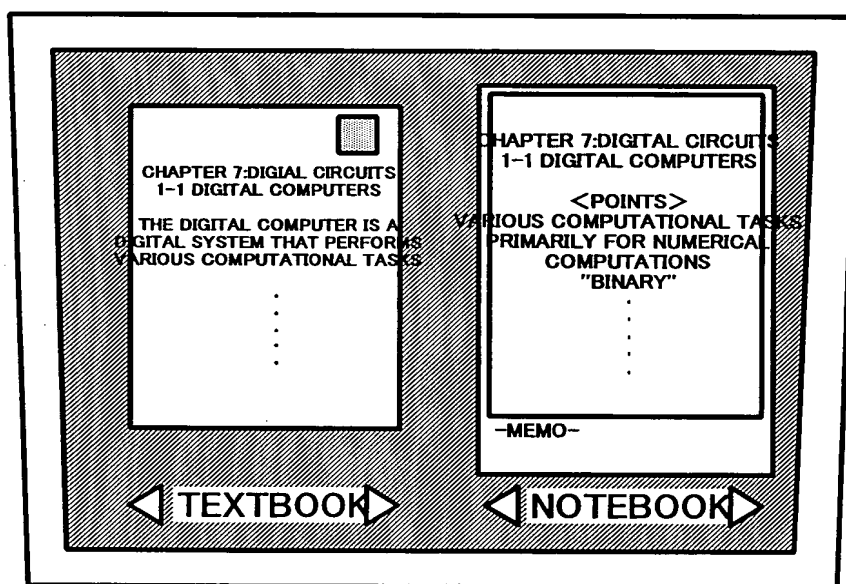 CHAPTER 7:DIGIAL CIRCUITS
1-1 DIGITAL COMPUTERS
THE DIGITAL COMPUTER IS A
DIGITAL SYSTEM THAT PERFORMS
VARIOUS COMPUTATIONAL TASKS
TEXTBOOK
CHAPTER 7:DIGITAL CIRCUITS
1-1 DIGITAL COMPUTERS
<POINTS>
VARIOUS COMPUTATIONAL TASKS
PRIMARILY FOR NUMERICAL
COMPUTATIONS
"BINARY"
-MEMO-
NOTEBOOK